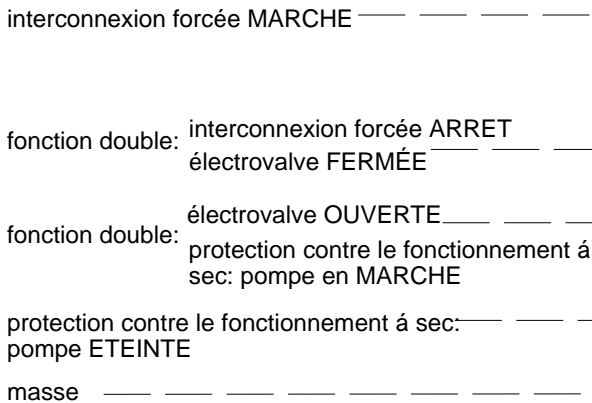 interconnexion forcée MARCHE
fonction double:
interconnexion forcée ARRET
électrovalve FERMÉE
fonction double:
électrovalve OUVERTE
protection contre le fonctionnement á
sec: pompe en MARCHE
protection contre le fonctionnement á sec:
pompe ETEINTE
masse